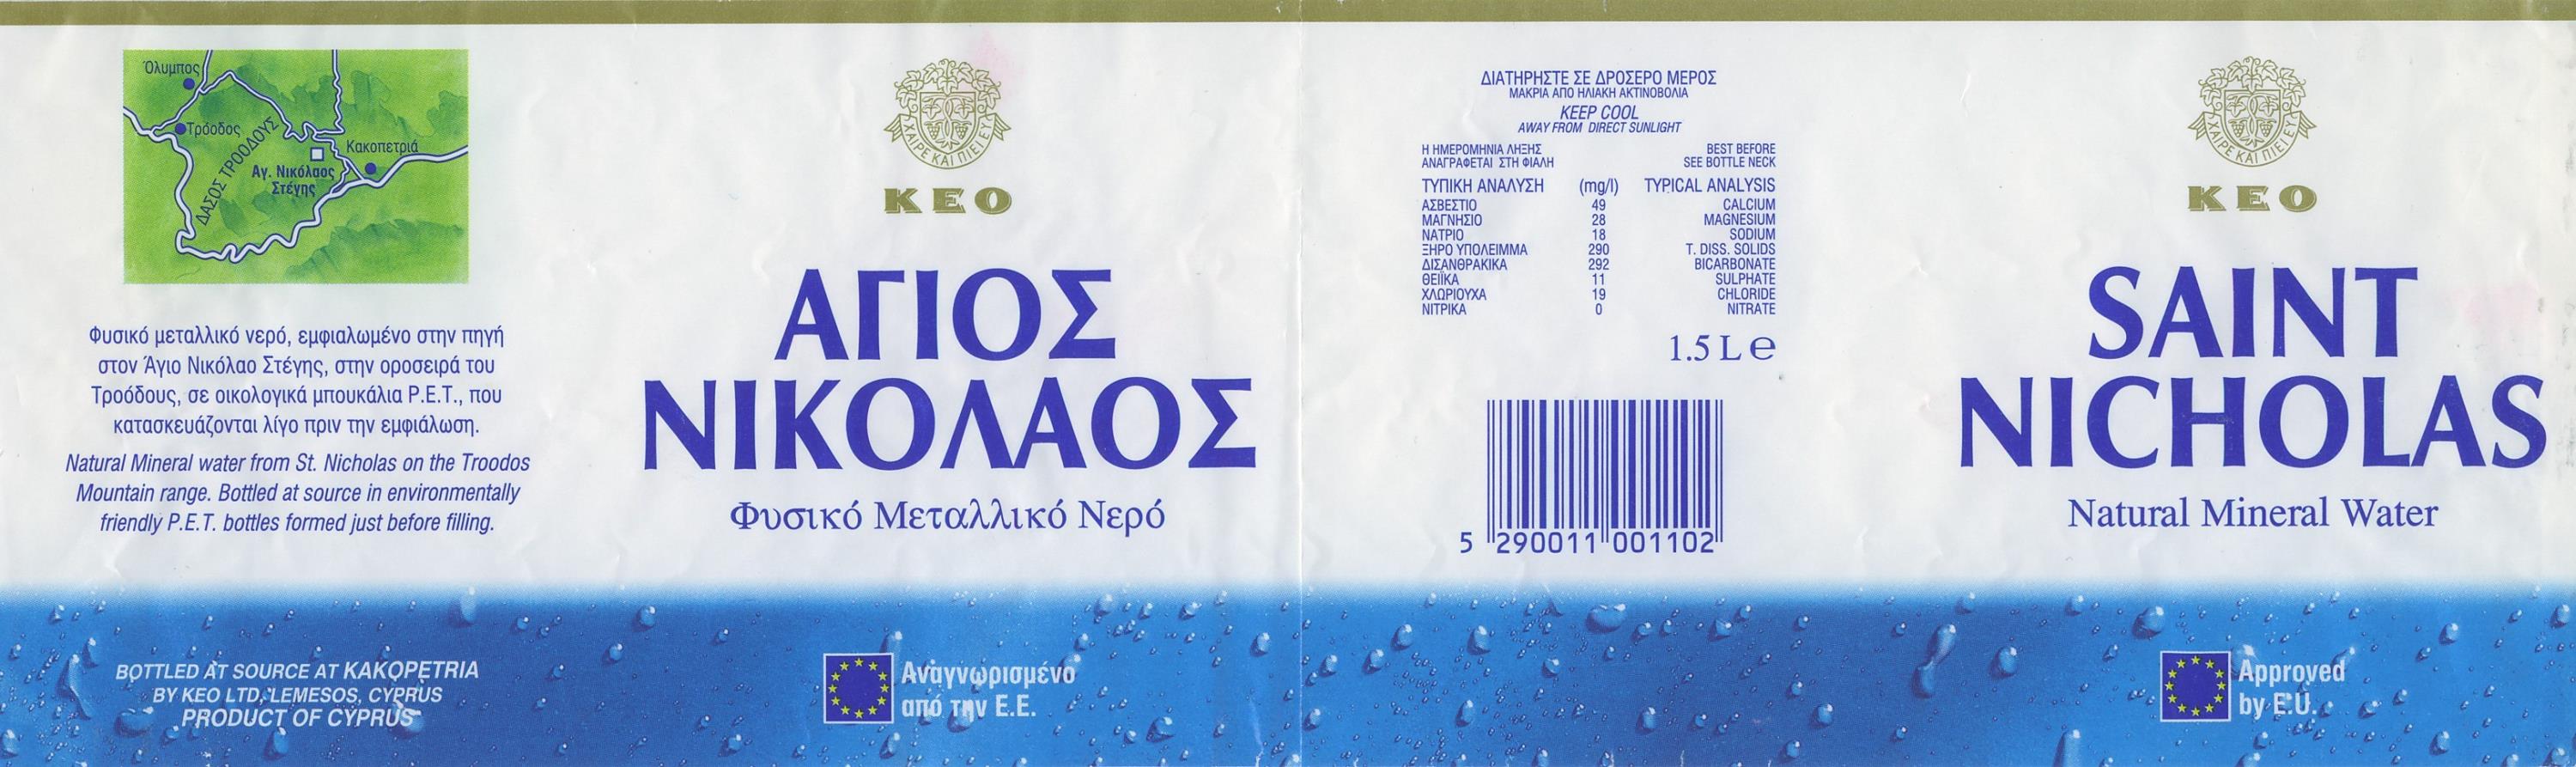 Όλυμπος
Τρόοδος
ΔΑΣΟΣ ΤΡΟΟΔΟΥΣ
Κακοπετριά
Αγ. Νικόλαος
Στέγης
Φυσικό μεταλλικό νερό, εμφιαλωμένο στην πηγή
στον Άγιο Νικόλαο Στέγης, στην οροσειρά του
Τροόδους, σε οικολογικά μπουκάλια P.E.T., που
κατασκευάζονται λίγο πριν την εμφιάλωση.
Natural Mineral water from St. Nicholas on the Troodos
Mountain range. Bottled at source in environmentally
friendly P.E.T. bottles formed just before filling.
BOTTLED AT SOURCE AT KAKOPETRIA
BY KEO LTD, LEMESOS, CYPRUS
PRODUCT OF CYPRUS
ΧΑΙΡΕ ΚΑΙ ΠΙΕΙ ΕΥ
KEO
ΑΓΙΟΣ
ΝΙΚΟΛΑΟΣ
Φυσικό Μεταλλικό Νερό
Αναγνωρισμένο
από την Ε.Ε.
ΔΙΑΤΗΡΗΣΤΕ ΣΕ ΔΡΟΣΕΡΟ ΜΕΡΟΣ
ΜΑΚΡΙΑ ΑΠΟ ΗΛΙΑΚΗ ΑΚΤΙΝΟΒΟΛΙΑ
KEEP COOL
AWAY FROM DIRECT SUNLIGHT
Η ΗΜΕΡΟΜΗΝΙΑ ΛΗΞΗΣ BEST BEFORE
ΑΝΑΓΡΑΦΕΤΑΙ ΣΤΗ ΦΙΑΛΗ SEE BOTTLE NECK
ΤΥΠΙΚΗ ΑΝΑΛΥΣΗ (mg/l) TYPICAL ANALYSIS
ΑΣΒΕΣΤΙΟ 49 CALCIUM
ΜΑΓΝΗΣΙΟ 28 MAGNESIUM
ΝΑΤΡΙΟ 18 SODIUM
ΞΗΡΟ ΥΠΟΛΕΙΜΜΑ 290 T. DISS. SOLIDS
ΔΙΣΑΝΘΡΑΚΙΚΑ 292 BICARBONATE
ΘΕΙΪΚΑ 11 SULPHATE
ΧΛΩΡΙΟΥΧΑ 19 CHLORIDE
ΝΙΤΡΙΚΑ 0 NITRATE
1.5 L ℮
5 290011 001102
ΧΑΙΡΕ ΚΑΙ ΠΙΕΙ ΕΥ
KEO
SAINT
NICHOLAS
Natural Mineral Water
Approved
by E.U.